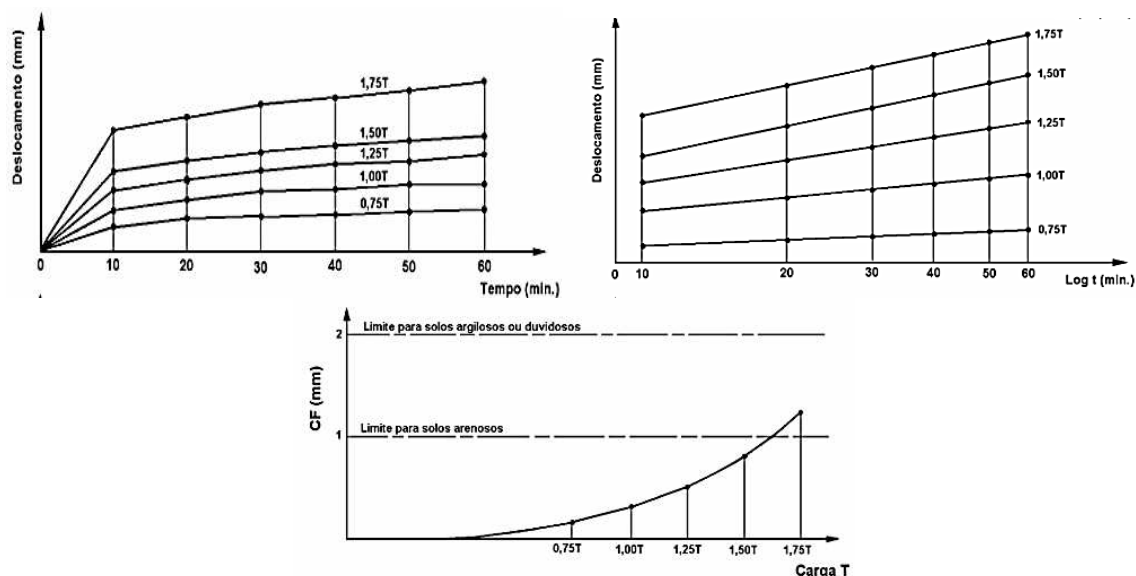 Deslocamento (mm)
1,75T
1,50T
1,25T
1,00T
0,75T
0 10 20 30 40 50 60
Tempo (min.)
Deslocamento (mm)
1,75T
1,50T
1,25T
1,00T
0,75T
0 10 20 30 40 50 60
Log t (min.)
CF (mm)
2 Limite para solos argilosos ou duvidosos
1 Limite para solos arenosos
0,75T 1,00T 1,25T 1,50T 1,75T
Carga T